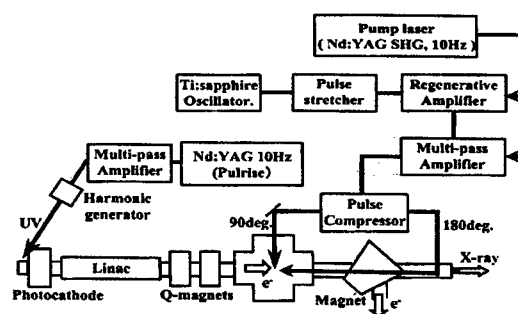 Pump laser
( Nd:YAG SHG, 10Hz )
Ti:sapphire
Oscillator.
Pulse
stretcher
Regenerative
Amplifier
Multi-pass
Amplifier
Nd:YAG 10Hz
(Pulrise)
Multi-pass
Amplifier
Harmonic
generator
Pulse
Compressor
UV
90deg.
180deg.
X-ray
Linac
e-
Photocathode
Q-magnets
Magnet
e-